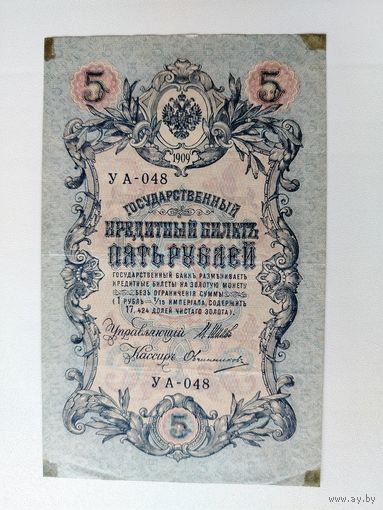 5 5
1909
УА-048
ГОСУДАРСТВЕННЫЙ
КРЕДИТНЫЙ БИЛЕТЪ
ПЯТЬ РУБЛЕЙ
ГОСУДАРСТВЕННЫЙ БАНКЪ РАЗМѢНИВАЕТЪ
КРЕДИТНЫЕ БИЛЕТЫ НА ЗОЛОТУЮ МОНЕТУ
БЕЗЪ ОГРАНИЧЕНІЯ СУММЫ
(1 РУБЛЬ = 1/15 ИМПЕРІАЛА, СОДЕРЖИТЪ
17,424 ДОЛЕЙ ЧИСТАГО ЗОЛОТА).
Управляющій И. Шипов
Кассиръ Овчинников
УА-048
5
www.ay.by